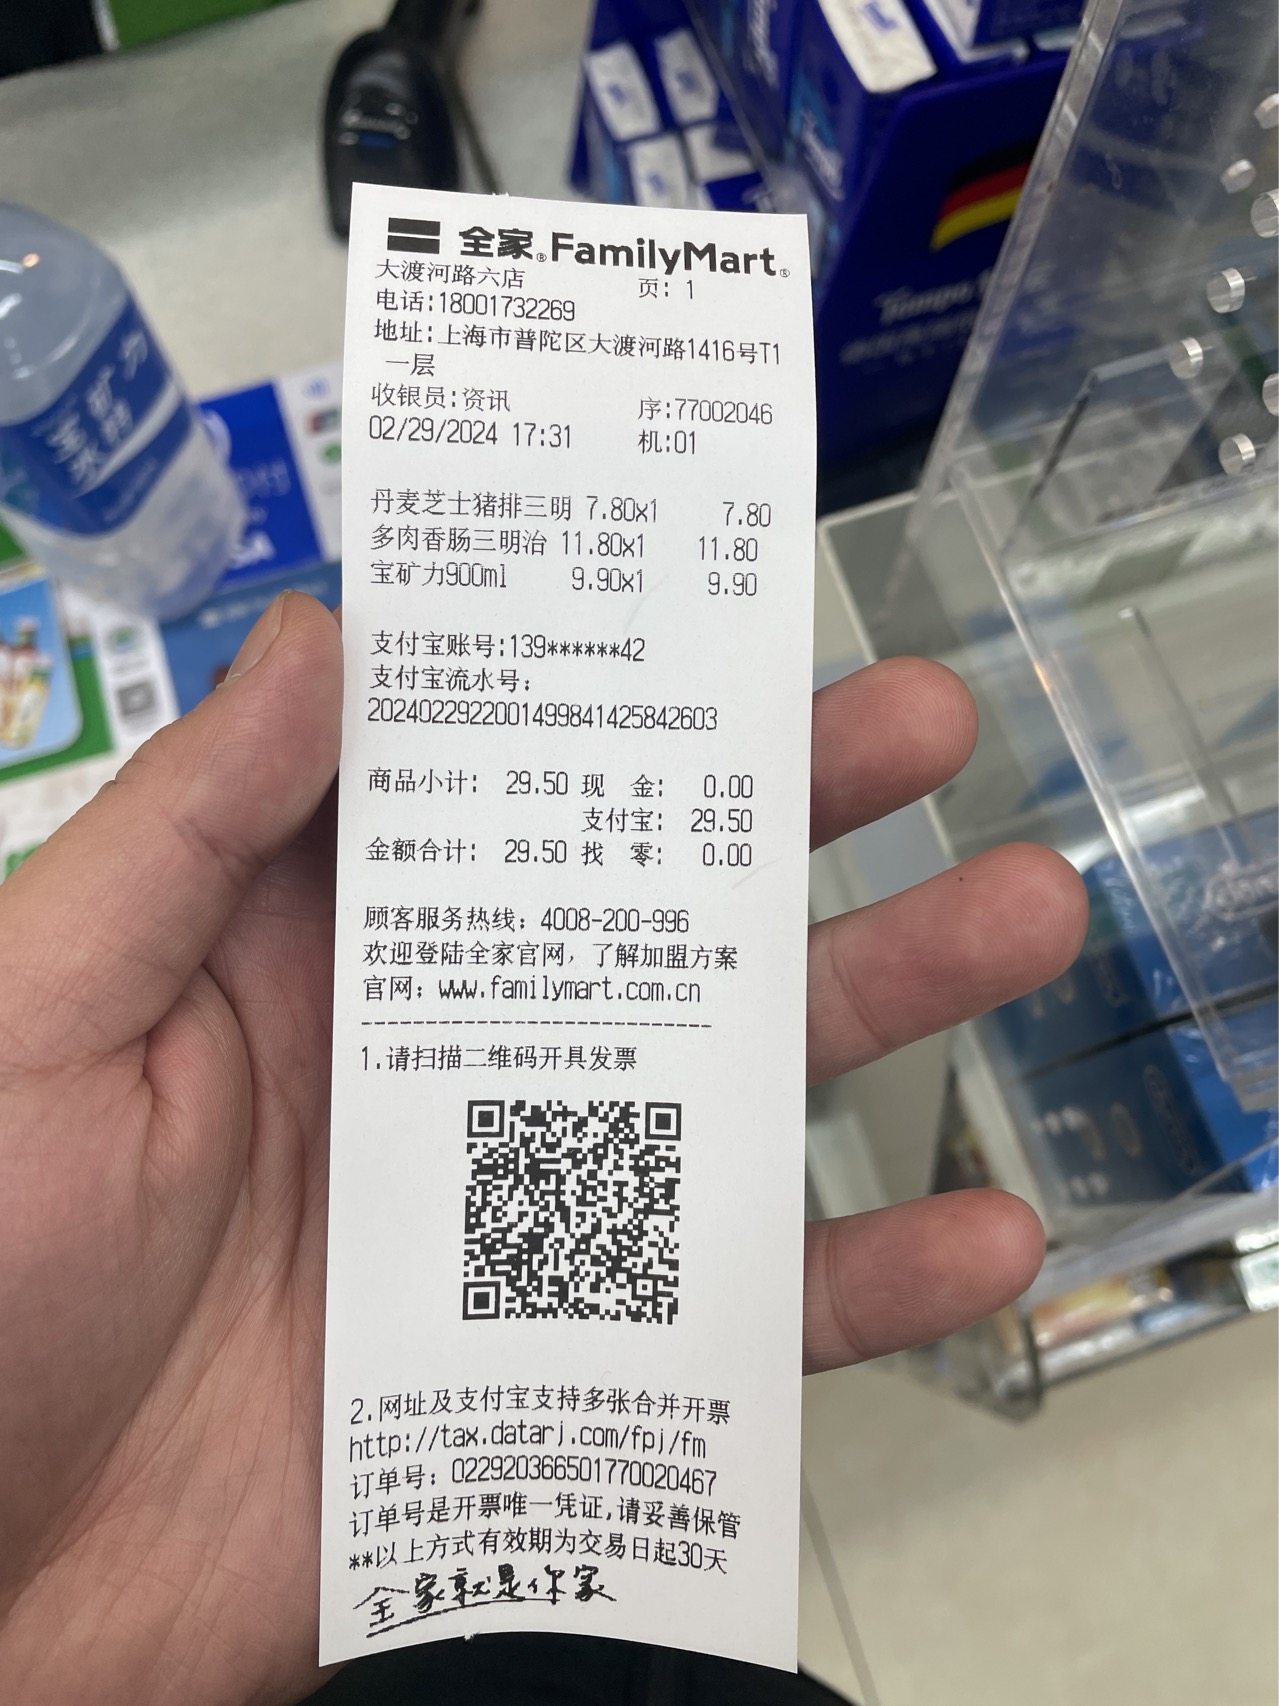 全家®FamilyMart®
大渡河路六店 页: 1
电话:18001732269
地址:上海市普陀区大渡河路1416号T1
一层
收银员:资讯 序:77002046
02/29/2024 17:31 机:01
丹麦芝士猪排三明 7.80x1 7.80
多肉香肠三明治 11.80x1 11.80
宝矿力900ml 9.90x1 9.90
支付宝账号:139******42
支付宝流水号:
2024022922001499841425842603
商品小计: 29.50 现 金: 0.00
支付宝: 29.50
金额合计: 29.50 找 零: 0.00
顾客服务热线: 4008-200-996
欢迎登陆全家官网, 了解加盟方案
官网: www.familymart.com.cn
----------------------------
1.请扫描二维码开具发票
2.网址及支付宝支持多张合并开票
http://tax.datarj.com/fpj/fm
订单号: 022920366501770020467
订单号是开票唯一凭证,请妥善保管
**以上方式有效期为交易日起30天
全家就是你家
宝矿力
水特
Tempo